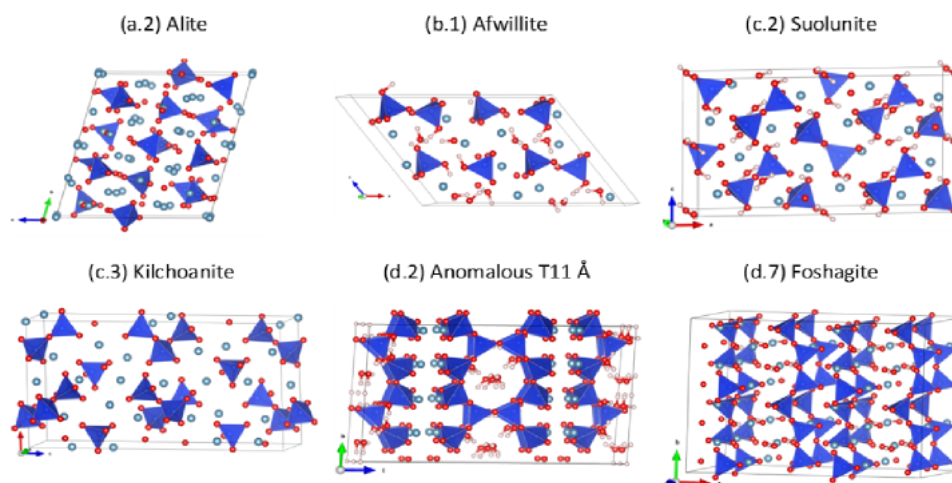 (a.2) Alite
(b.1) Afwillite
(c.2) Suolunite
(c.3) Kilchoanite
(d.2) Anomalous T11 Å
(d.7) Foshagite